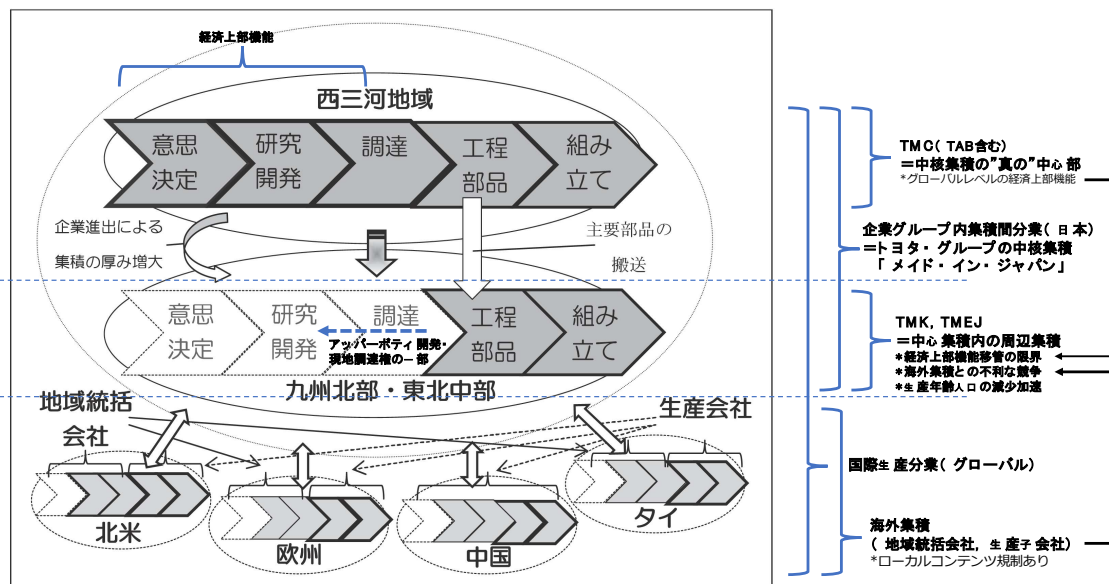 経済上部機能
西三河地域
意思
決定
研究
開発
調達
工程
部品
組み
立て
企業進出による
集積の厚み増大
主要部品の
搬送
意思
決定
研究
開発
調達
工程
部品
組み
立て
アッパーボティ開発・
現地調達権の一部
九州北部・東北中部
地域統括
会社
生産会社
北米
欧州
中国
タイ
TMC(TAB含む)
＝中核集積の”真の”中心部
*グローバルレベルの経済上部機能
企業グループ内集積間分業(日本)
＝トヨタ・グループの中核集積
「メイド・イン・ジャパン」
TMK, TMEJ
＝中心集積内の周辺集積
*経済上部機能移管の限界
*海外集積との不利な競争
*生産年齢人口の減少加速
国際生産分業(グローバル)
海外集積
(地域統括会社, 生産子会社)
*ローカルコンテンツ規制あり